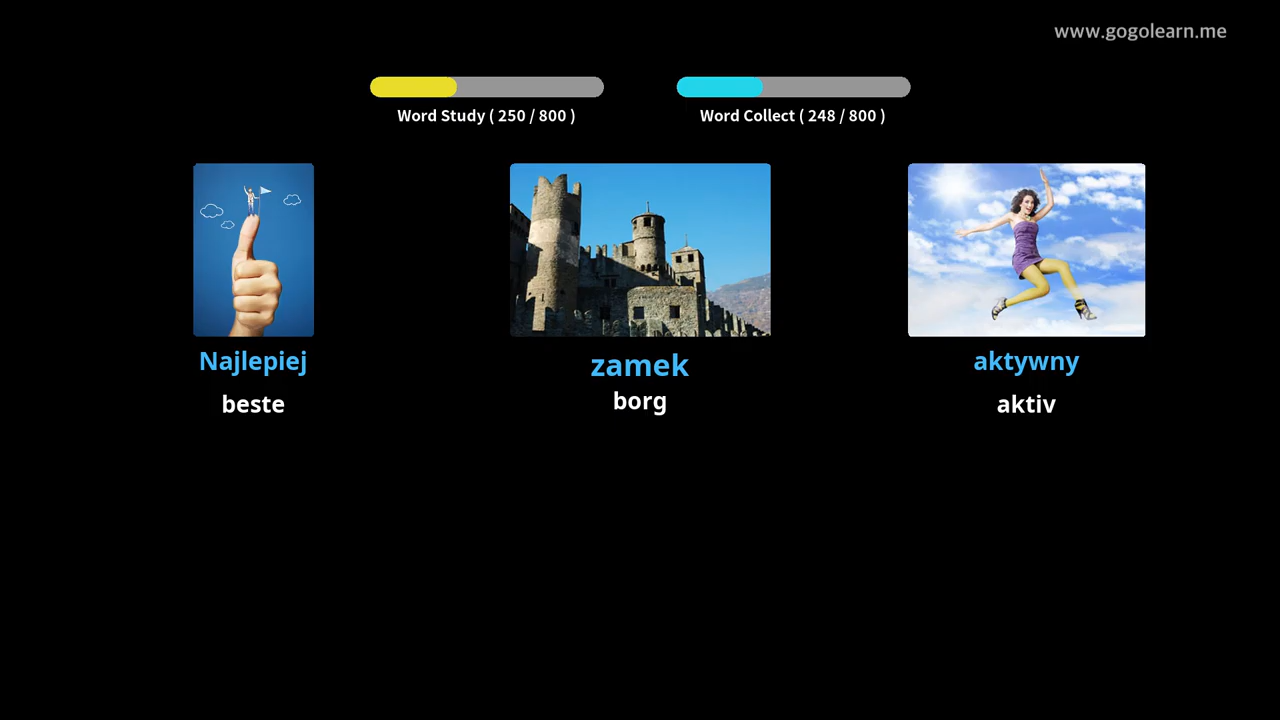 www.gogolearn.me
Word Study ( 250 / 800 )
Word Collect ( 248 / 800 )
Najlepiej
beste
zamek
borg
aktywny
aktiv